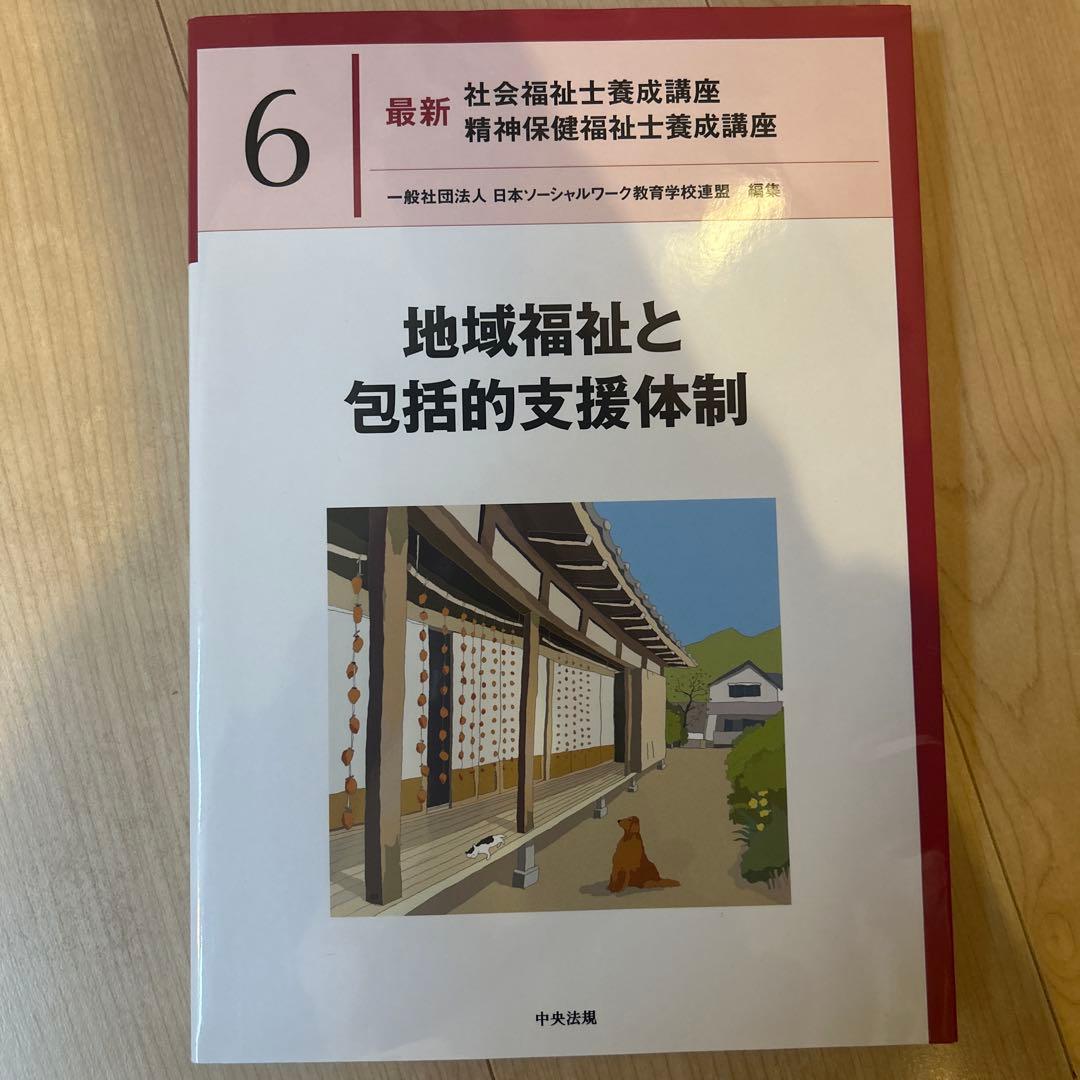 6
最新
社会福祉士養成講座
精神保健福祉士養成講座
一般社団法人 日本ソーシャルワーク教育学校連盟 編集
地域福祉と
包括的支援体制
中央法規